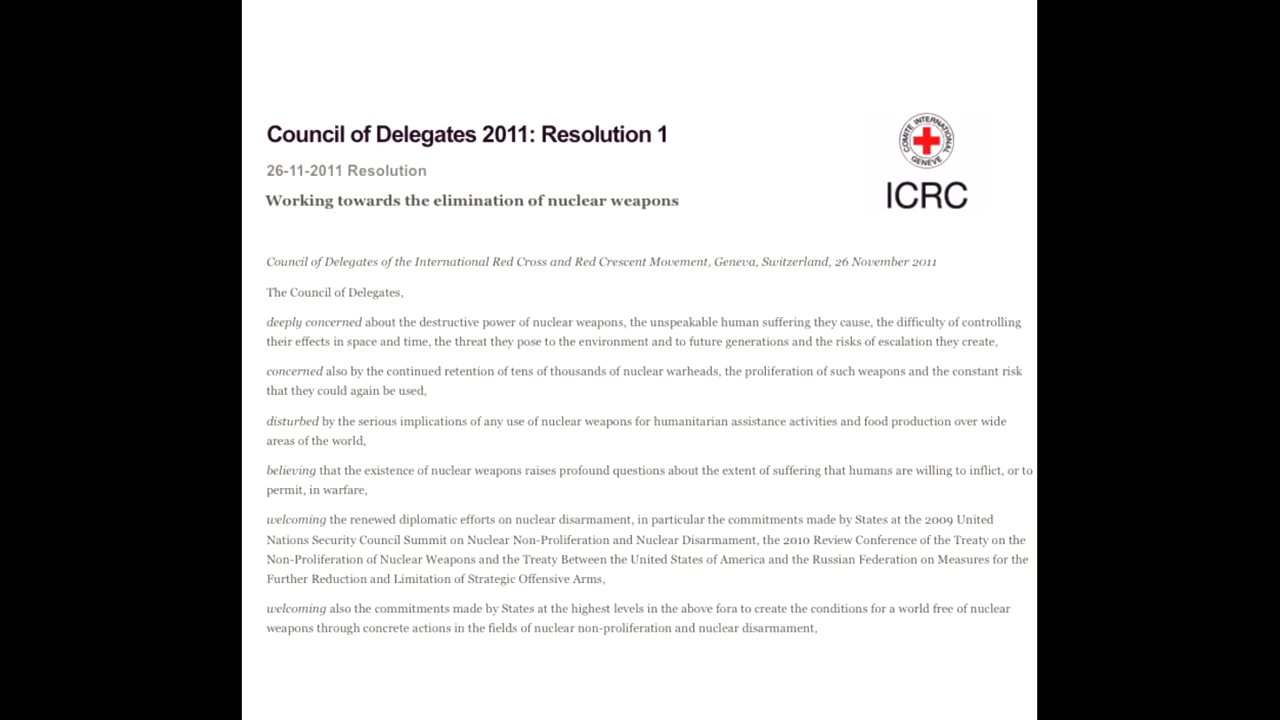 Council of Delegates 2011: Resolution 1
COMITE INTERNATIONAL
GENEVE
26-11-2011 Resolution
ICRC
Working towards the elimination of nuclear weapons
Council of Delegates of the International Red Cross and Red Crescent Movement, Geneva, Switzerland, 26 November 2011
The Council of Delegates,
deeply concerned about the destructive power of nuclear weapons, the unspeakable human suffering they cause, the difficulty of controlling
their effects in space and time, the threat they pose to the environment and to future generations and the risks of escalation they create,
concerned also by the continued retention of tens of thousands of nuclear warheads, the proliferation of such weapons and the constant risk
that they could again be used,
disturbed by the serious implications of any use of nuclear weapons for humanitarian assistance activities and food production over wide
areas of the world,
believing that the existence of nuclear weapons raises profound questions about the extent of suffering that humans are willing to inflict, or to
permit, in warfare,
welcoming the renewed diplomatic efforts on nuclear disarmament, in particular the commitments made by States at the 2009 United
Nations Security Council Summit on Nuclear Non-Proliferation and Nuclear Disarmament, the 2010 Review Conference of the Treaty on the
Non-Proliferation of Nuclear Weapons and the Treaty Between the United States of America and the Russian Federation on Measures for the
Further Reduction and Limitation of Strategic Offensive Arms,
welcoming also the commitments made by States at the highest levels in the above fora to create the conditions for a world free of nuclear
weapons through concrete actions in the fields of nuclear non-proliferation and nuclear disarmament,